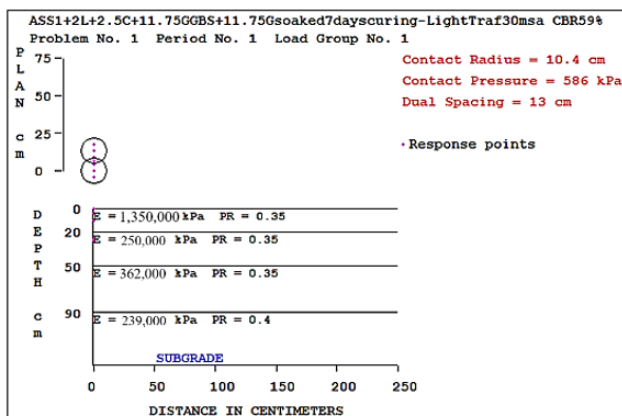 ASS1+2L+2.5C+11.75GGBS+11.75Gsoaked7dayscuring-LightTraf30msa CBR59%
Problem No. 1 Period No. 1 Load Group No. 1
PLAN cm
75
50
25
0
Contact Radius = 10.4 cm
Contact Pressure = 586 kPa
Dual Spacing = 13 cm
Response points
DEPTH cm
0
E = 1,350,000 kPa PR = 0.35
20
E = 250,000 kPa PR = 0.35
50
E = 362,000 kPa PR = 0.35
90
E = 239,000 kPa PR = 0.4
SUBGRADE
0 50 100 150 200 250
DISTANCE IN CENTIMETERS